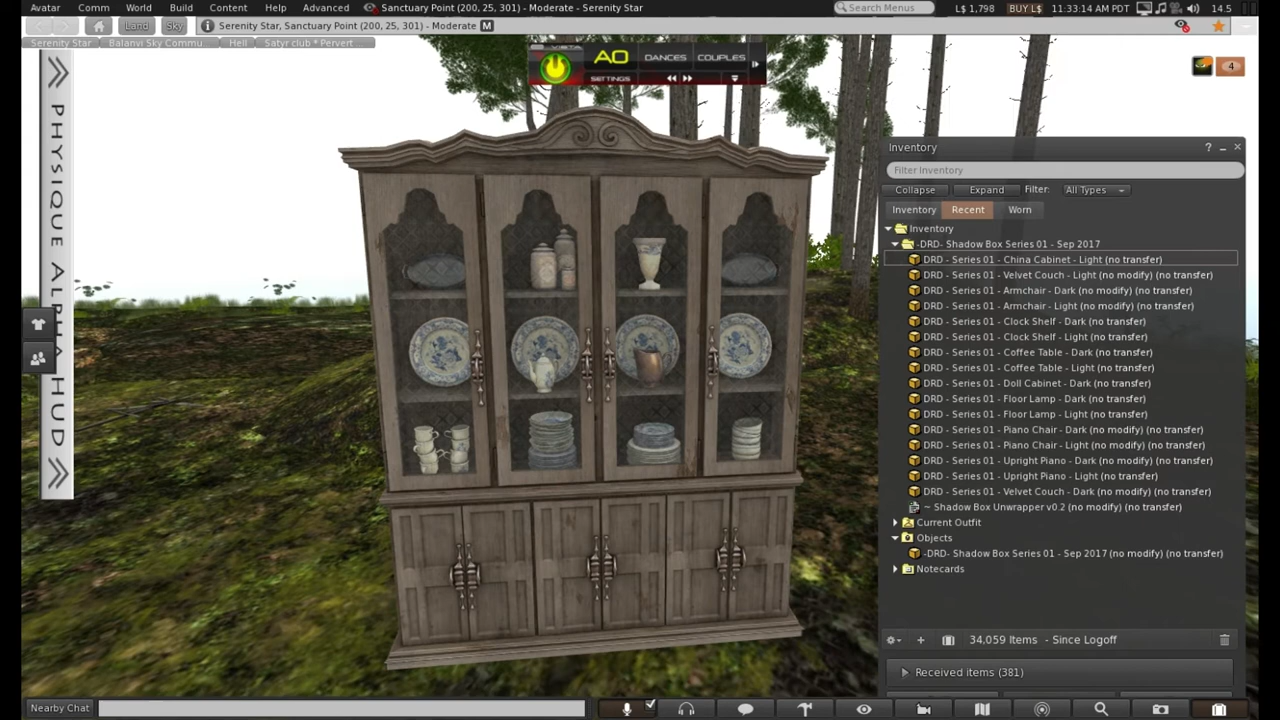 Avatar Comm World Build Content Help Advanced Sanctuary Point (200, 25, 301) - Moderate - Serenity Star Search Menus L$ 1,798 BUY L$ 11:33:14 AM PDT 14.5
Land Sky Serenity Star, Sanctuary Point (200, 25, 301) - Moderate M
Serenity Star Balanvi Sky Commu... Hell Satyr club * Pervert ...
VISTA
AO DANCES COUPLES
SETTINGS
4
PHYSIQUE ALPHA HUD
Inventory ?
Filter Inventory
Collapse Expand Filter: All Types
Inventory Recent Worn
Inventory
-DRD- Shadow Box Series 01 - Sep 2017
DRD - Series 01 - China Cabinet - Light (no transfer)
DRD - Series 01 - Velvet Couch - Light (no modify) (no transfer)
DRD - Series 01 - Armchair - Dark (no modify) (no transfer)
DRD - Series 01 - Armchair - Light (no modify) (no transfer)
DRD - Series 01 - Clock Shelf - Dark (no transfer)
DRD - Series 01 - Clock Shelf - Light (no transfer)
DRD - Series 01 - Coffee Table - Dark (no transfer)
DRD - Series 01 - Coffee Table - Light (no transfer)
DRD - Series 01 - Doll Cabinet - Dark (no transfer)
DRD - Series 01 - Floor Lamp - Dark (no transfer)
DRD - Series 01 - Floor Lamp - Light (no transfer)
DRD - Series 01 - Piano Chair - Dark (no modify) (no transfer)
DRD - Series 01 - Piano Chair - Light (no modify) (no transfer)
DRD - Series 01 - Upright Piano - Dark (no modify) (no transfer)
DRD - Series 01 - Upright Piano - Light (no transfer)
DRD - Series 01 - Velvet Couch - Dark (no modify) (no transfer)
~ Shadow Box Unwrapper v0.2 (no modify) (no transfer)
Current Outfit
Objects
-DRD- Shadow Box Series 01 - Sep 2017 (no modify) (no transfer)
Notecards
34,059 Items - Since Logoff
Received items (381)
Nearby Chat